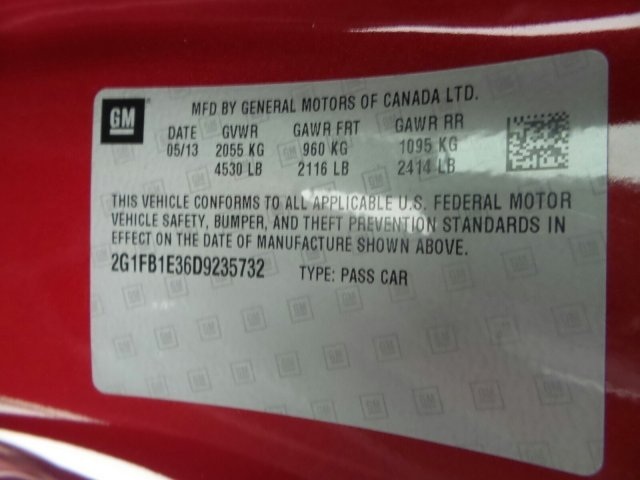 GM
MFD BY GENERAL MOTORS OF CANADA LTD.
DATE GVWR GAWR FRT GAWR RR
05/13 2055 KG 960 KG 1095 KG
4530 LB 2116 LB 2414 LB
THIS VEHICLE CONFORMS TO ALL APPLICABLE U.S. FEDERAL MOTOR
VEHICLE SAFETY, BUMPER, AND THEFT PREVENTION STANDARDS IN
EFFECT ON THE DATE OF MANUFACTURE SHOWN ABOVE.
2G1FB1E36D9235732 TYPE: PASS CAR